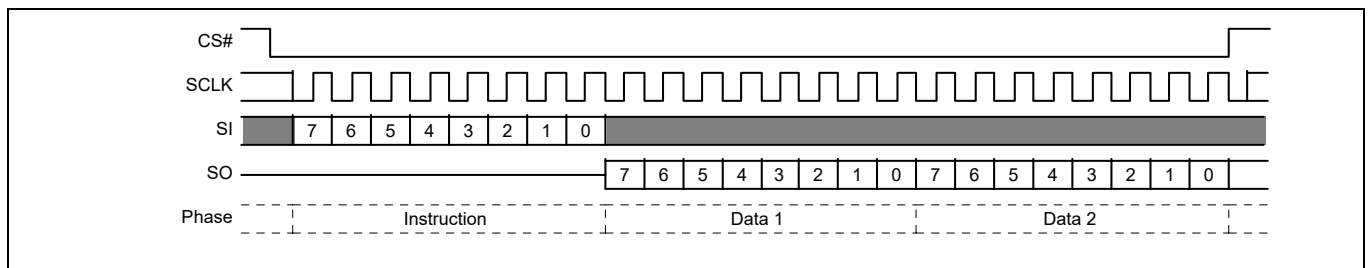 CS#
SCLK
SI 7 6 5 4 3 2 1 0
SO 7 6 5 4 3 2 1 0 7 6 5 4 3 2 1 0
Phase Instruction Data 1 Data 2